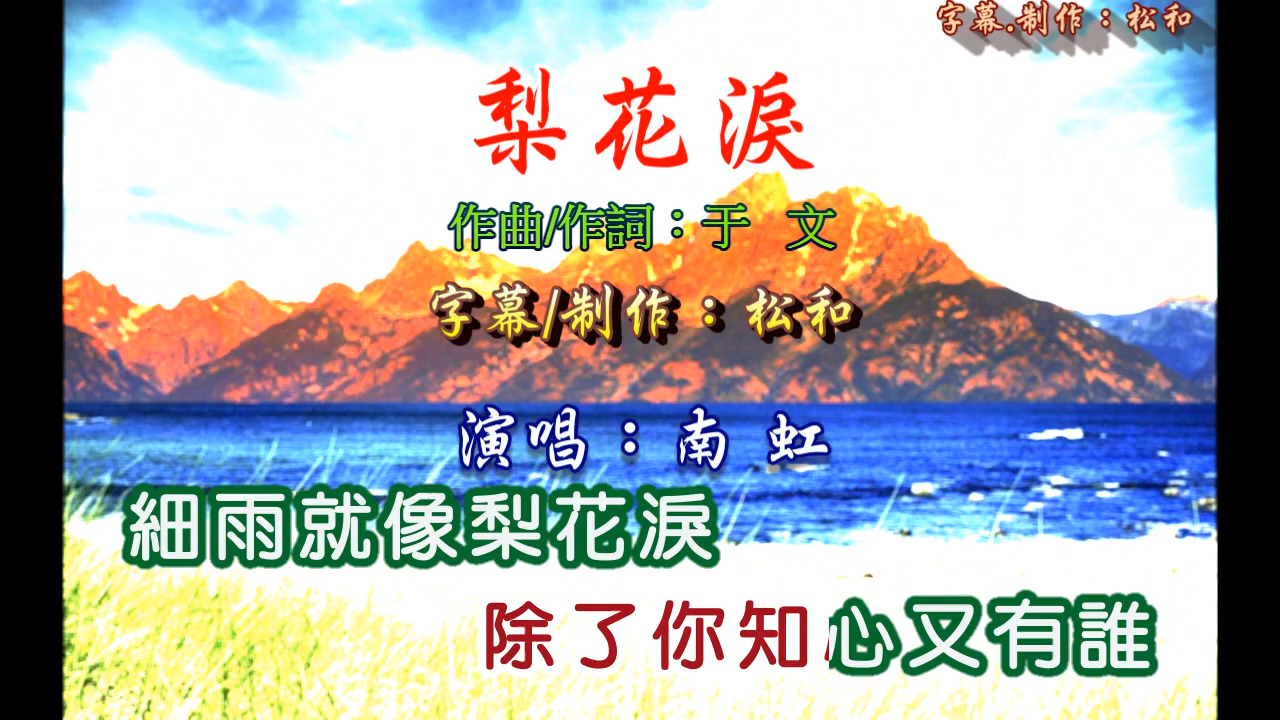 字幕.制作：松和
梨花淚
作曲/作詞：于 文
字幕/制作：松和
演唱：南 虹
細雨就像梨花淚
除了你知心又有誰